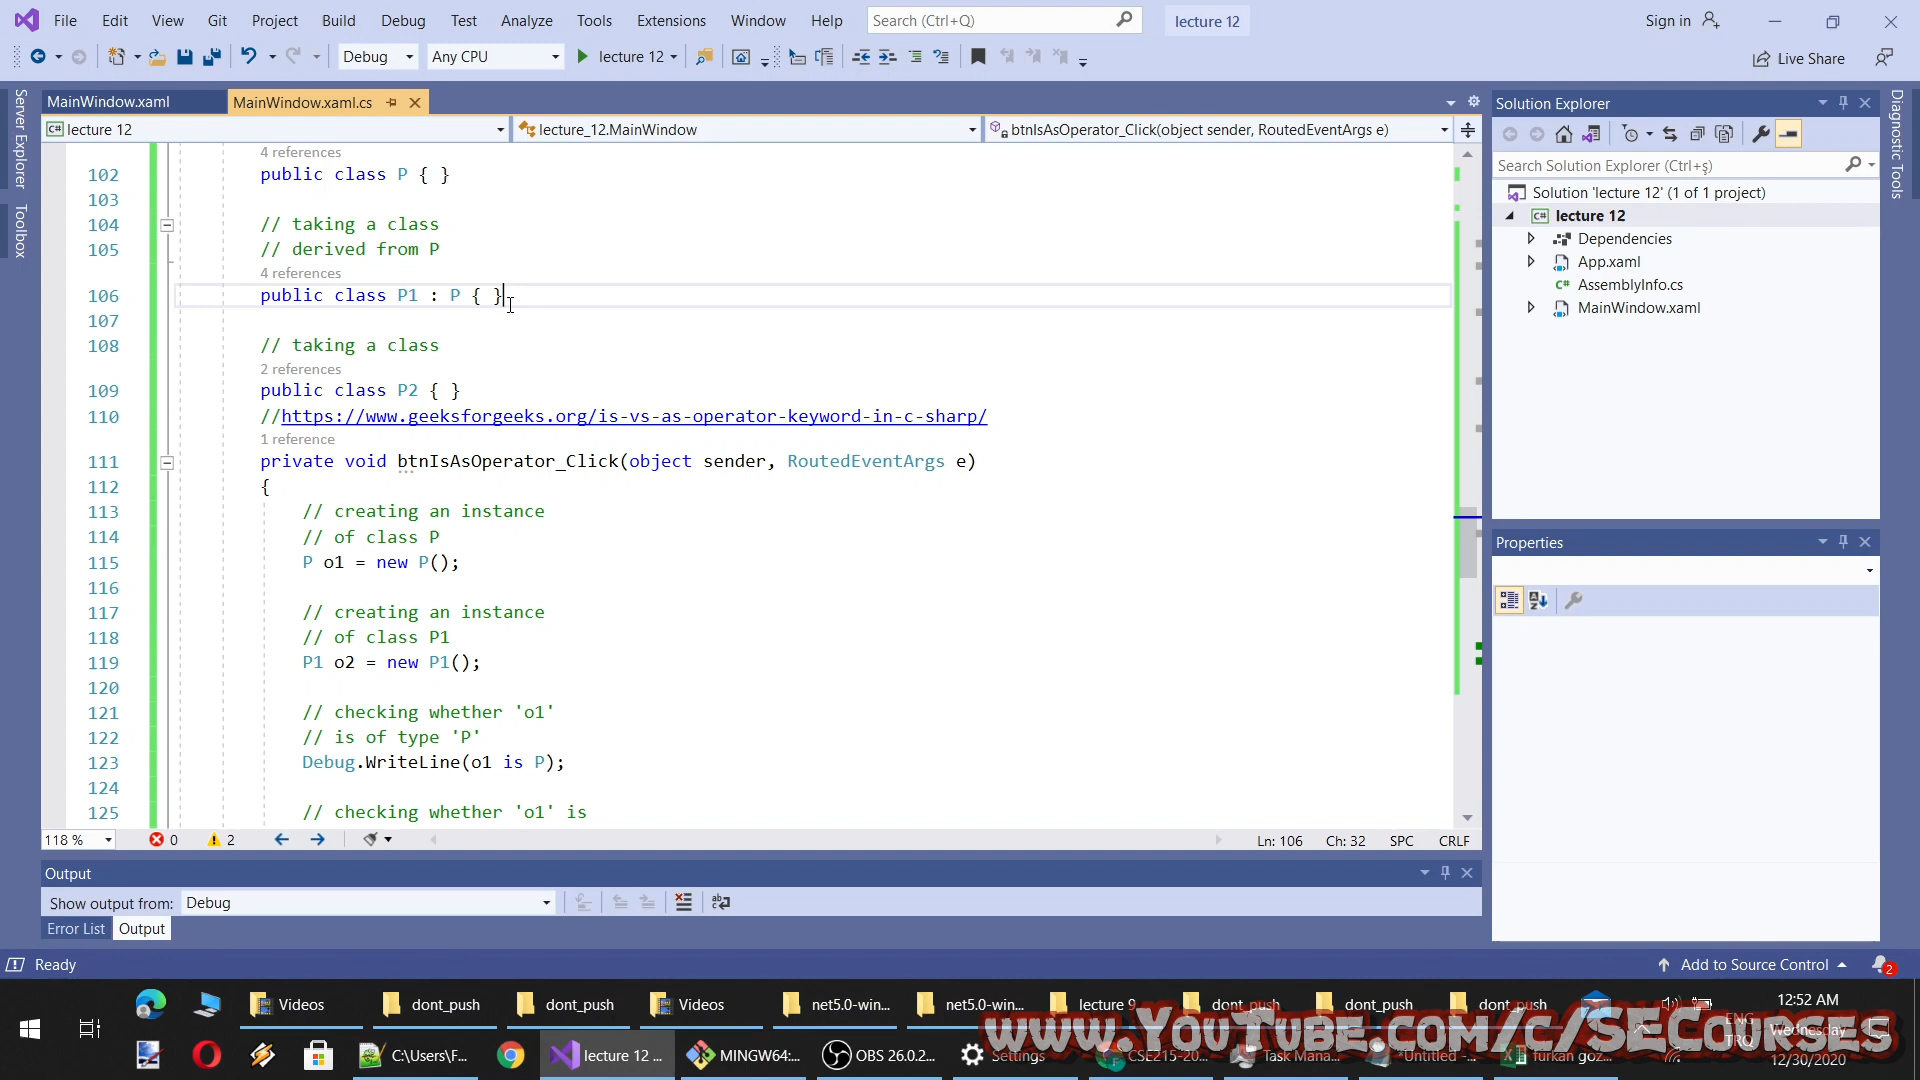 File Edit View Git Project Build Debug Test Analyze Tools Extensions Window Help Search (Ctrl+Q) lecture 12 Sign in
Debug Any CPU lecture 12 Live Share
MainWindow.xaml MainWindow.xaml.cs
lecture 12 lecture_12.MainWindow btnIsAsOperator_Click(object sender, RoutedEventArgs e)
4 references
102 public class P { }
103
104 // taking a class
105 // derived from P
4 references
106 public class P1 : P { }
107
108 // taking a class
2 references
109 public class P2 { }
110 //https://www.geeksforgeeks.org/is-vs-as-operator-keyword-in-c-sharp/
1 reference
111 private void btnIsAsOperator_Click(object sender, RoutedEventArgs e)
112 {
113 // creating an instance
114 // of class P
115 P o1 = new P();
116
117 // creating an instance
118 // of class P1
119 P1 o2 = new P1();
120
121 // checking whether 'o1'
122 // is of type 'P'
123 Debug.WriteLine(o1 is P);
124
125 // checking whether 'o1' is
118 % 0 2 Ln: 106 Ch: 32 SPC CRLF
Output
Show output from: Debug
Error List Output
Server Explorer
Toolbox
Solution Explorer
Search Solution Explorer (Ctrl+ş)
Solution 'lecture 12' (1 of 1 project)
lecture 12
Dependencies
App.xaml
AssemblyInfo.cs
MainWindow.xaml
Properties
Diagnostic Tools
Ready Add to Source Control 2
Videos dont_push dont_push Videos net5.0-win... net5.0-win... lecture 9 dont_push dont_push dont_push 12:52 AM
www.YouTube.com/c/SECourses
ENG Wednesday
C:\Users\F... lecture 12 ... MINGW64:... OBS 26.0.2... Settings CSE215-20... Task Mana... *Untitled -... furkan goz... TRQ 12/30/2020